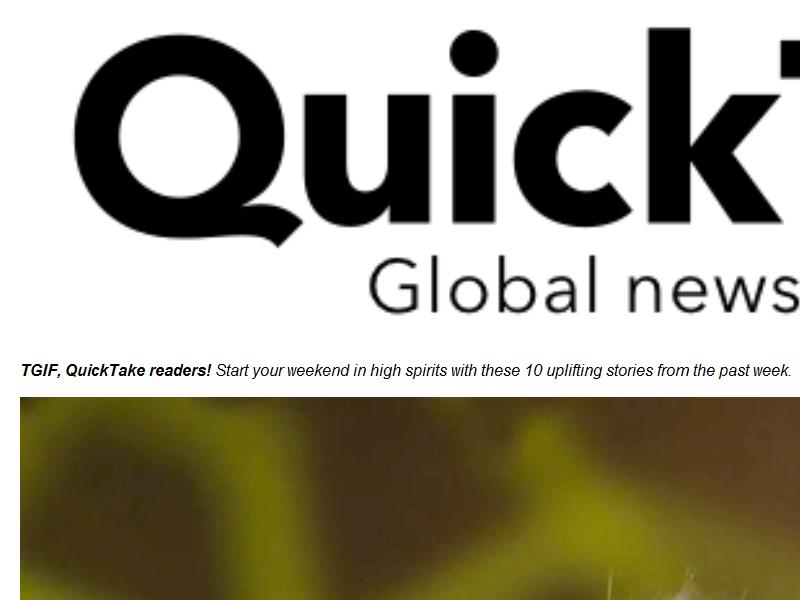 Quick
Global news
TGIF, QuickTake readers! Start your weekend in high spirits with these 10 uplifting stories from the past week.